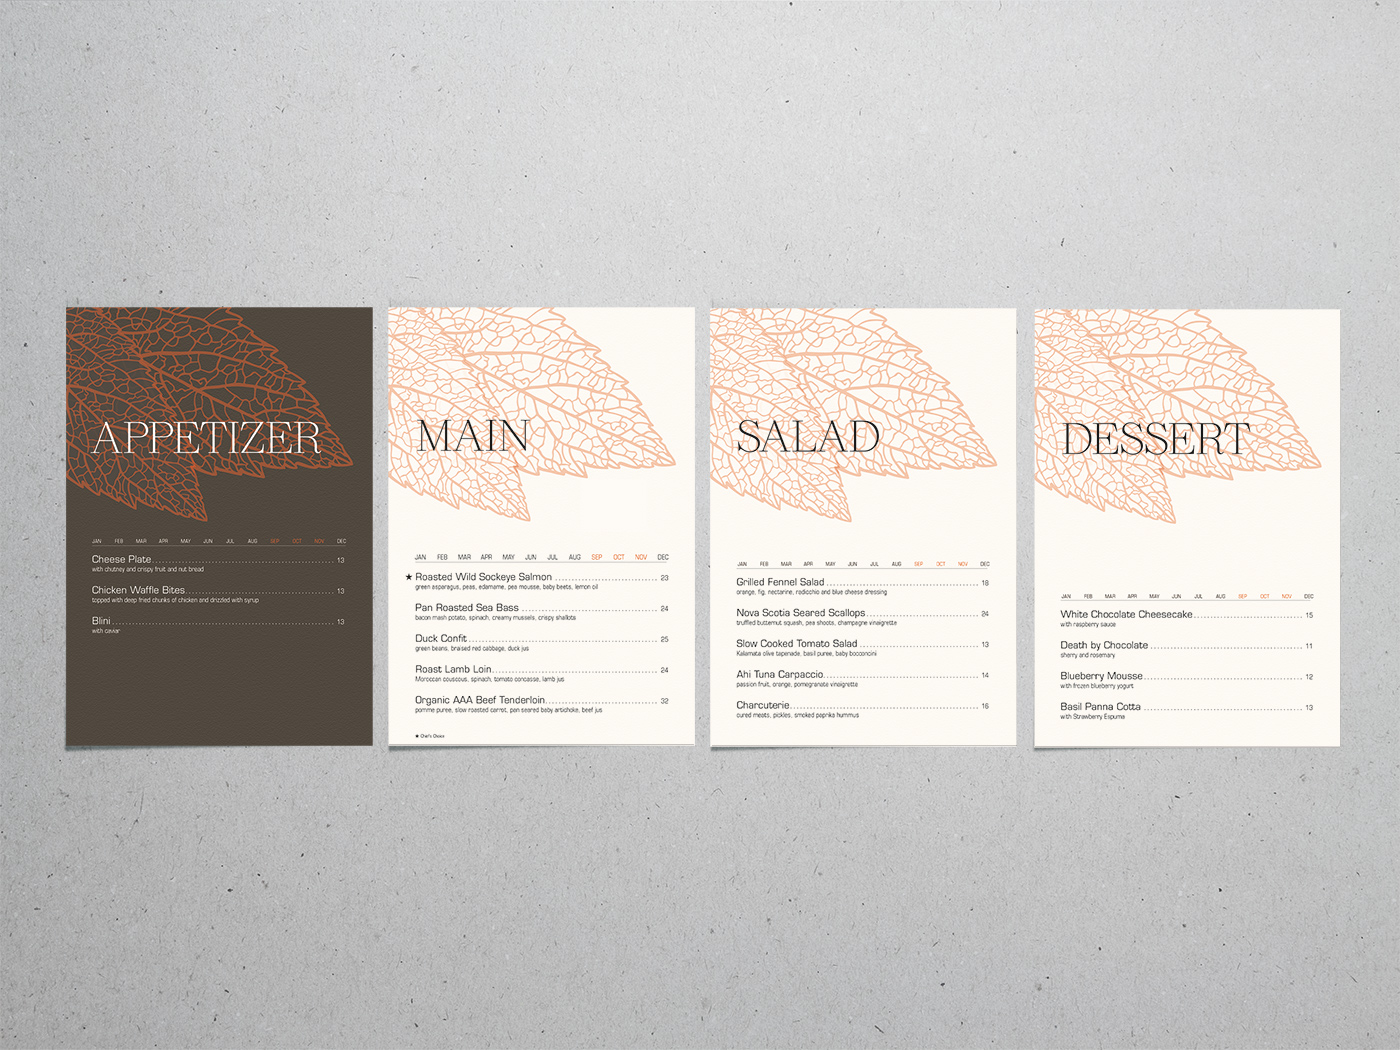 APPETIZER
JAN FEB MAR APR MAY JUN JUL AUG SEP OCT NOV DEC
Cheese Plate 13
with chutney and crispy fruit and nut bread
Chicken Waffle Bites 13
topped with deep fried chunks of chicken and drizzled with syrup
Blini 13
with caviar
MAIN
JAN FEB MAR APR MAY JUN JUL AUG SEP OCT NOV DEC
★ Roasted Wild Sockeye Salmon 23
green asparagus, peas, edamame, pea mousse, baby beets, lemon oil
Pan Roasted Sea Bass 24
bacon mash potato, spinach, creamy mussels, crispy shallots
Duck Confit 25
green beans, braised red cabbage, duck jus
Roast Lamb Loin 24
Moroccan couscous, spinach, tomato concasse, lamb jus
Organic AAA Beef Tenderloin 32
pomme puree, slow roasted carrot, pan seared baby artichoke, beef jus
★ Chef's Choice
SALAD
JAN FEB MAR APR MAY JUN JUL AUG SEP OCT NOV DEC
Grilled Fennel Salad 18
orange, fig, nectarine, radicchio and blue cheese dressing
Nova Scotia Seared Scallops 24
truffled butternut squash, pea shoots, champagne vinaigrette
Slow Cooked Tomato Salad 13
Kalamata olive tapenade, basil puree, baby bocconcini
Ahi Tuna Carpaccio 14
passion fruit, orange, pomegranate vinaigrette
Charcuterie 16
cured meats, pickles, smoked paprika hummus
DESSERT
JAN FEB MAR APR MAY JUN JUL AUG SEP OCT NOV DEC
White Chocolate Cheesecake 15
with raspberry sauce
Death by Chocolate 11
sherry and rosemary
Blueberry Mousse 12
with frozen blueberry yogurt
Basil Panna Cotta 13
with Strawberry Espuma